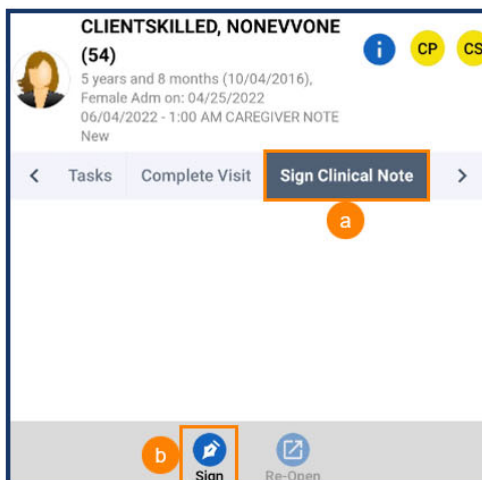 CLIENTSKILLED, NONEVVONE
(54)
i
CP
CS
5 years and 8 months (10/04/2016),
Female Adm on: 04/25/2022
06/04/2022 - 1:00 AM CAREGIVER NOTE
New
< Tasks Complete Visit Sign Clinical Note >
a
b
Sign Re-Open